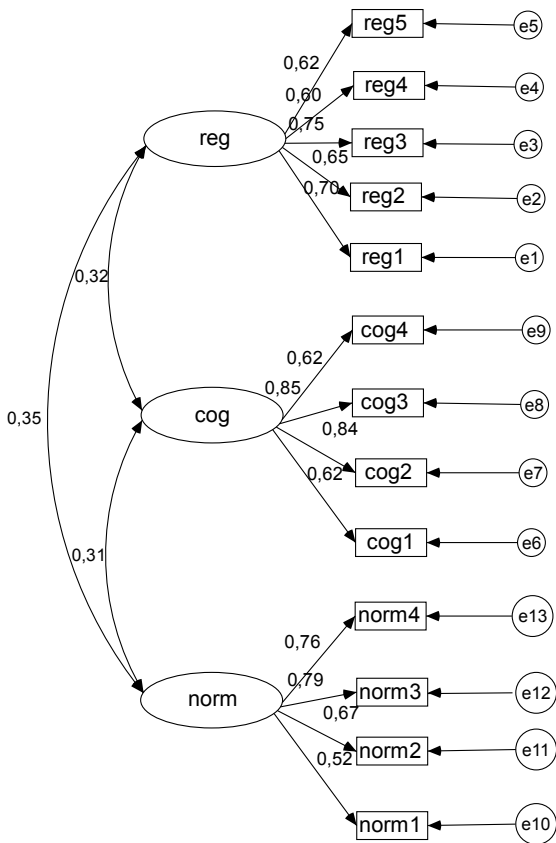 reg5
e5
0,62
reg4
e4
0,60
0,75
reg
reg3
e3
0,65
reg2
e2
0,70
reg1
e1
0,32
cog4
e9
0,62
0,85
cog3
e8
0,35
cog
0,84
cog2
e7
0,62
cog1
e6
0,31
norm4
e13
0,76
0,79
norm
norm3
e12
0,67
norm2
e11
0,52
norm1
e10